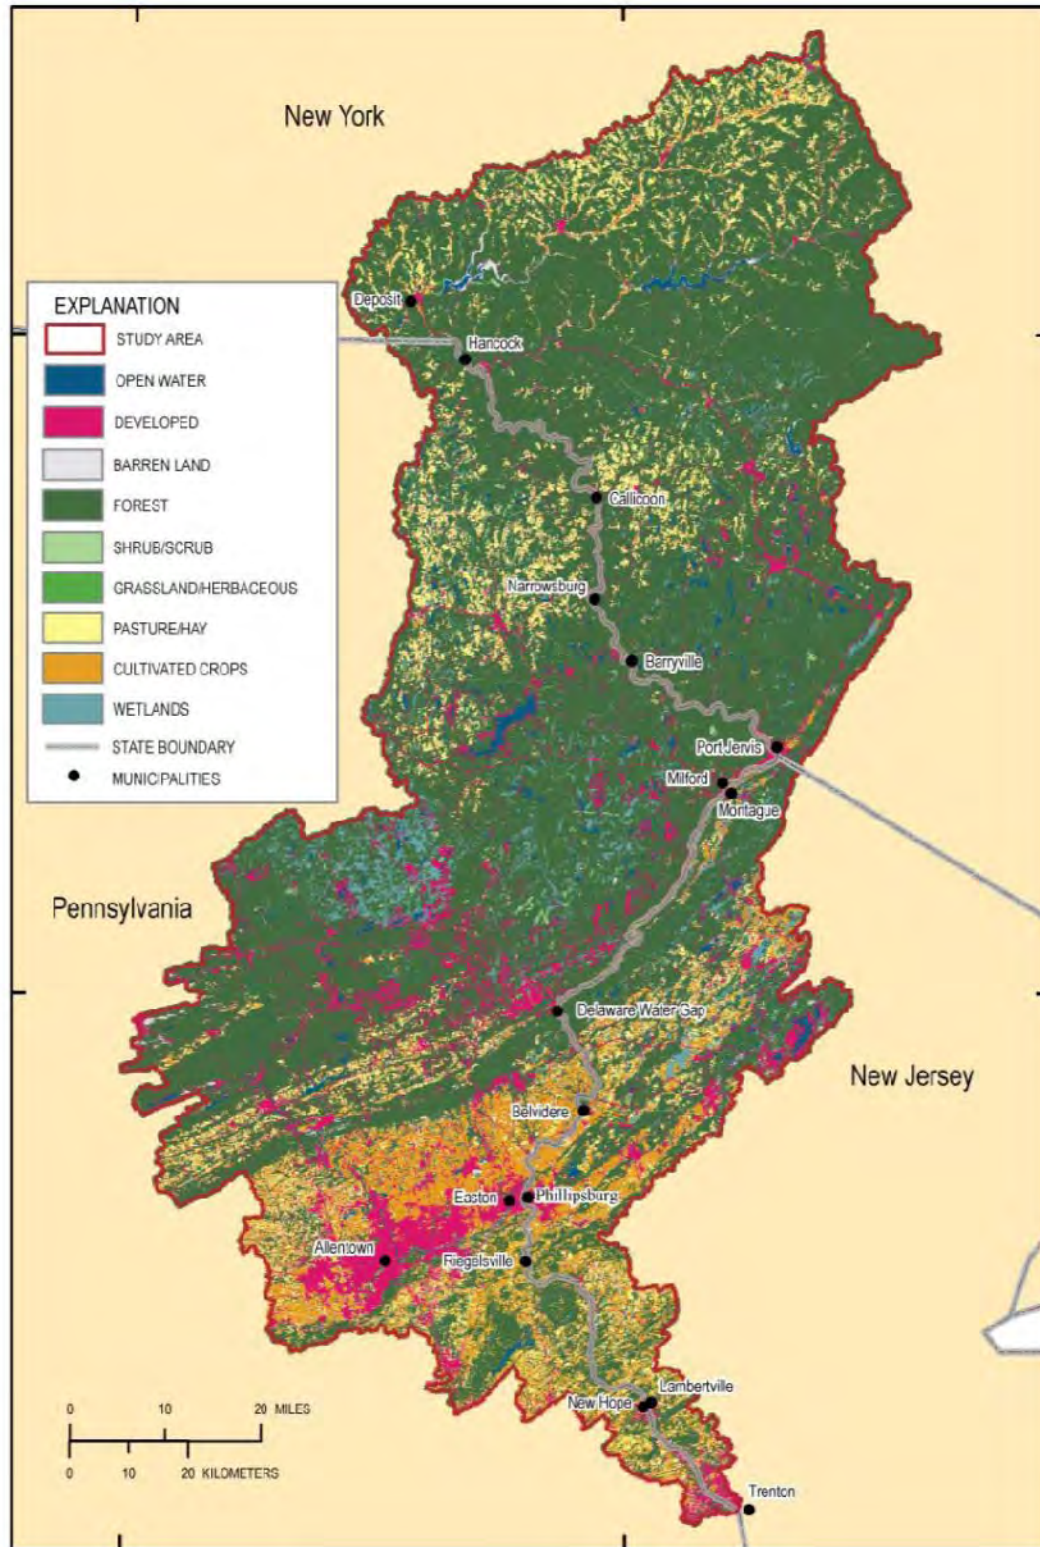 New York
EXPLANATION
STUDY AREA
OPEN WATER
DEVELOPED
BARREN LAND
FOREST
SHRUB/SCRUB
GRASSLAND/HERBACEOUS
PASTURE/HAY
CULTIVATED CROPS
WETLANDS
STATE BOUNDARY
MUNICIPALITIES
Deposit
Hancock
Callicoon
Narrowsburg
Barryville
Port Jervis
Milford
Montague
Pennsylvania
Delaware Water Gap
New Jersey
Belvidere
Easton
Phillipsburg
Allentown
Riegelsville
Lambertville
New Hope
Trenton
0 10 20 MILES
0 10 20 KILOMETERS